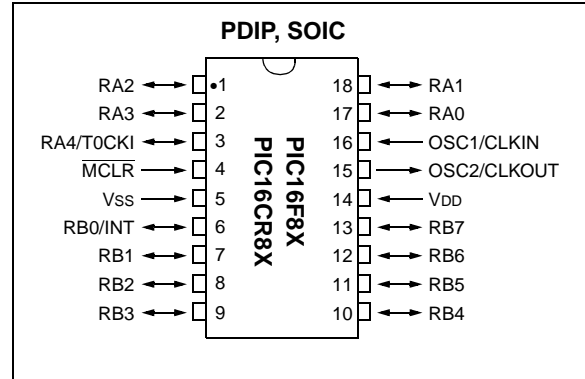 PDIP, SOIC
RA2 •1 18 RA1
RA3 2 17 RA0
RA4/T0CKI 3 16 OSC1/CLKIN
MCLR 4 15 OSC2/CLKOUT
VSS 5 14 VDD
RB0/INT 6 13 RB7
RB1 7 12 RB6
RB2 8 11 RB5
RB3 9 10 RB4
PIC16F8X
PIC16CR8X